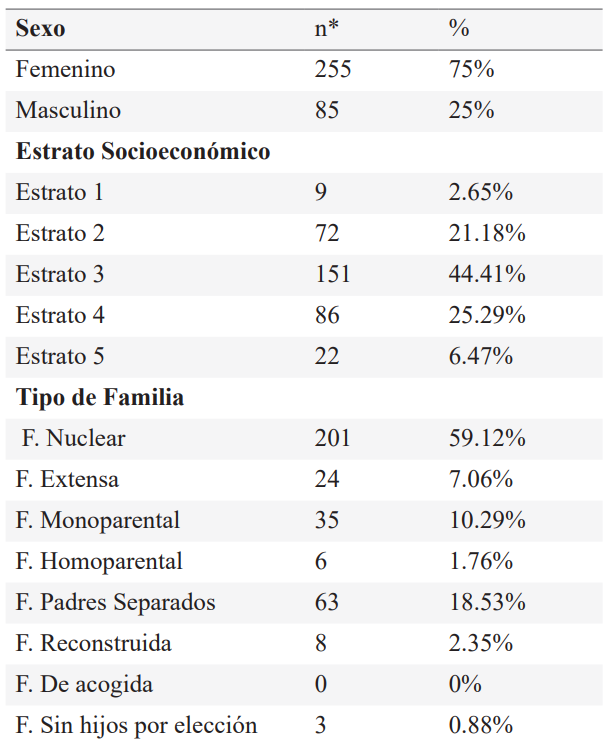 Sexo n* %
Femenino 255 75%
Masculino 85 25%
Estrato Socioeconómico
Estrato 1 9 2.65%
Estrato 2 72 21.18%
Estrato 3 151 44.41%
Estrato 4 86 25.29%
Estrato 5 22 6.47%
Tipo de Familia
F. Nuclear 201 59.12%
F. Extensa 24 7.06%
F. Monoparental 35 10.29%
F. Homoparental 6 1.76%
F. Padres Separados 63 18.53%
F. Reconstruida 8 2.35%
F. De acogida 0 0%
F. Sin hijos por elección 3 0.88%